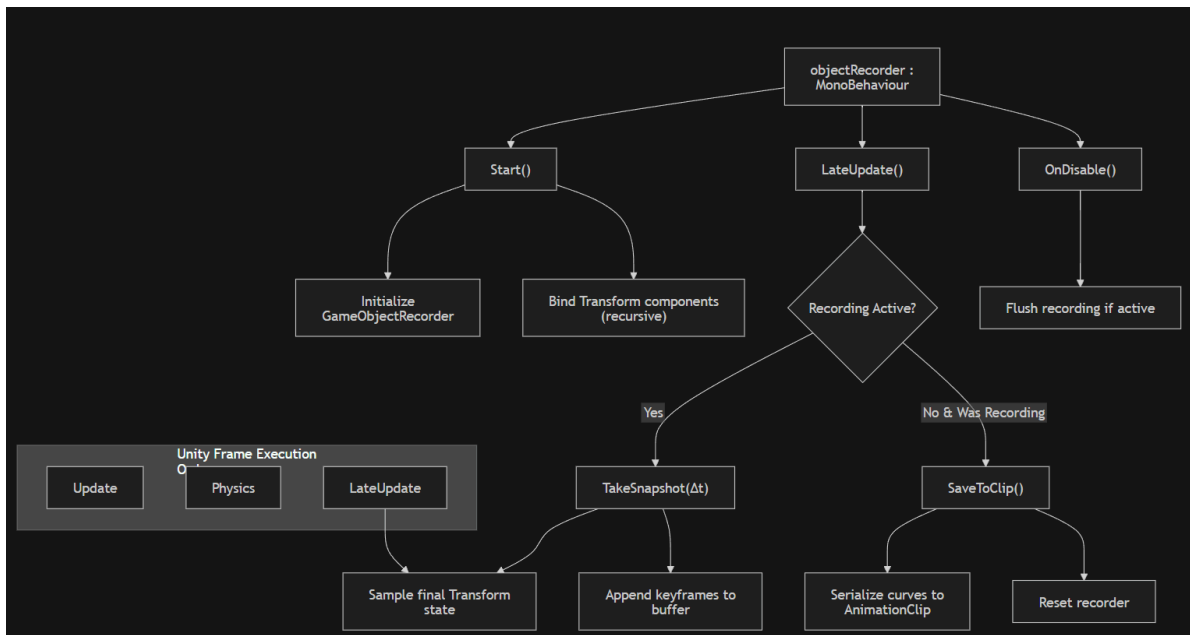 objectRecorder :
MonoBehaviour
Start()
LateUpdate()
OnDisable()
Initialize
GameObjectRecorder
Bind Transform components
(recursive)
Recording Active?
Flush recording if active
Yes
No & Was Recording
Unity Frame Execution
Update
Physics
LateUpdate
TakeSnapshot(Δt)
SaveToClip()
Sample final Transform
state
Append keyframes to
buffer
Serialize curves to
AnimationClip
Reset recorder